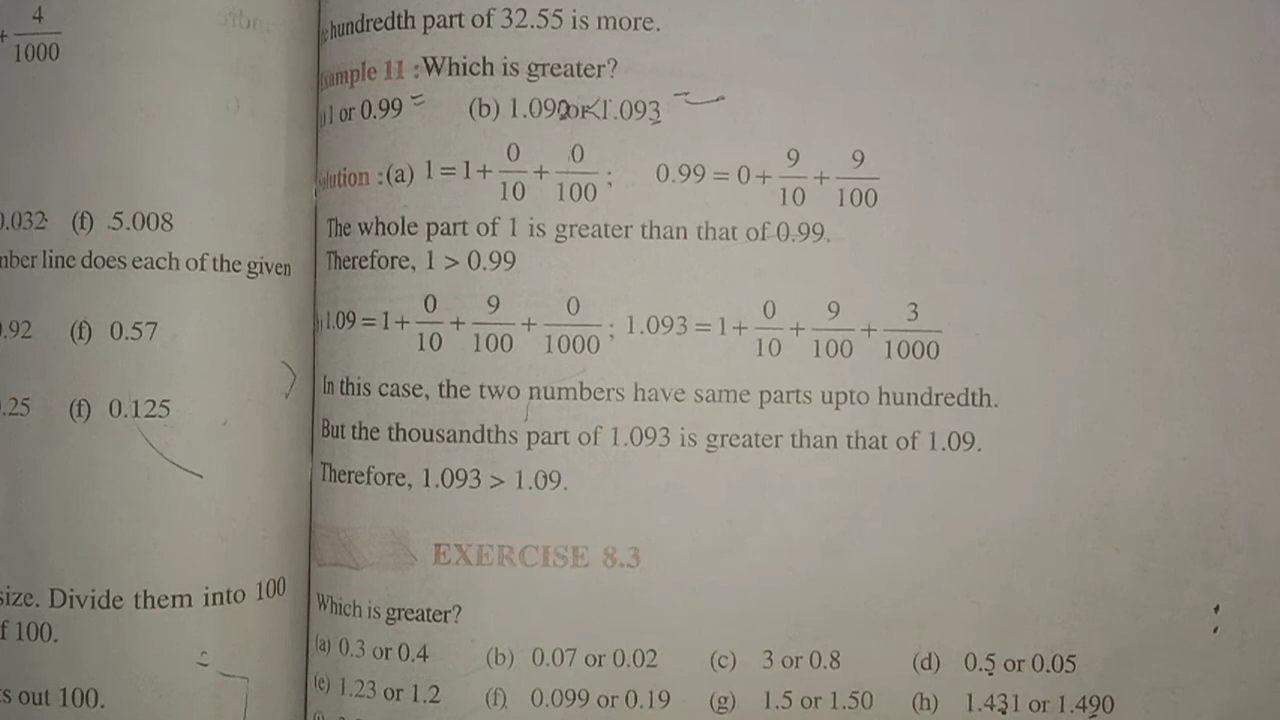 + 4/1000
0.032 (f) 5.008
number line does each of the given
0.92 (f) 0.57
.25 (f) 0.125
size. Divide them into 100
f 100.
s out 100.
hundredth part of 32.55 is more.
Example 11 : Which is greater?
1 or 0.99 (b) 1.09 or 1.093
Solution : (a) 1 = 1 + 0/10 + 0/100 ; 0.99 = 0 + 9/10 + 9/100
The whole part of 1 is greater than that of 0.99.
Therefore, 1 > 0.99
1.09 = 1 + 0/10 + 9/100 + 0/1000 ; 1.093 = 1 + 0/10 + 9/100 + 3/1000
In this case, the two numbers have same parts upto hundredth.
But the thousandths part of 1.093 is greater than that of 1.09.
Therefore, 1.093 > 1.09.
EXERCISE 8.3
Which is greater?
(a) 0.3 or 0.4 (b) 0.07 or 0.02 (c) 3 or 0.8 (d) 0.5 or 0.05
(e) 1.23 or 1.2 (f) 0.099 or 0.19 (g) 1.5 or 1.50 (h) 1.431 or 1.490